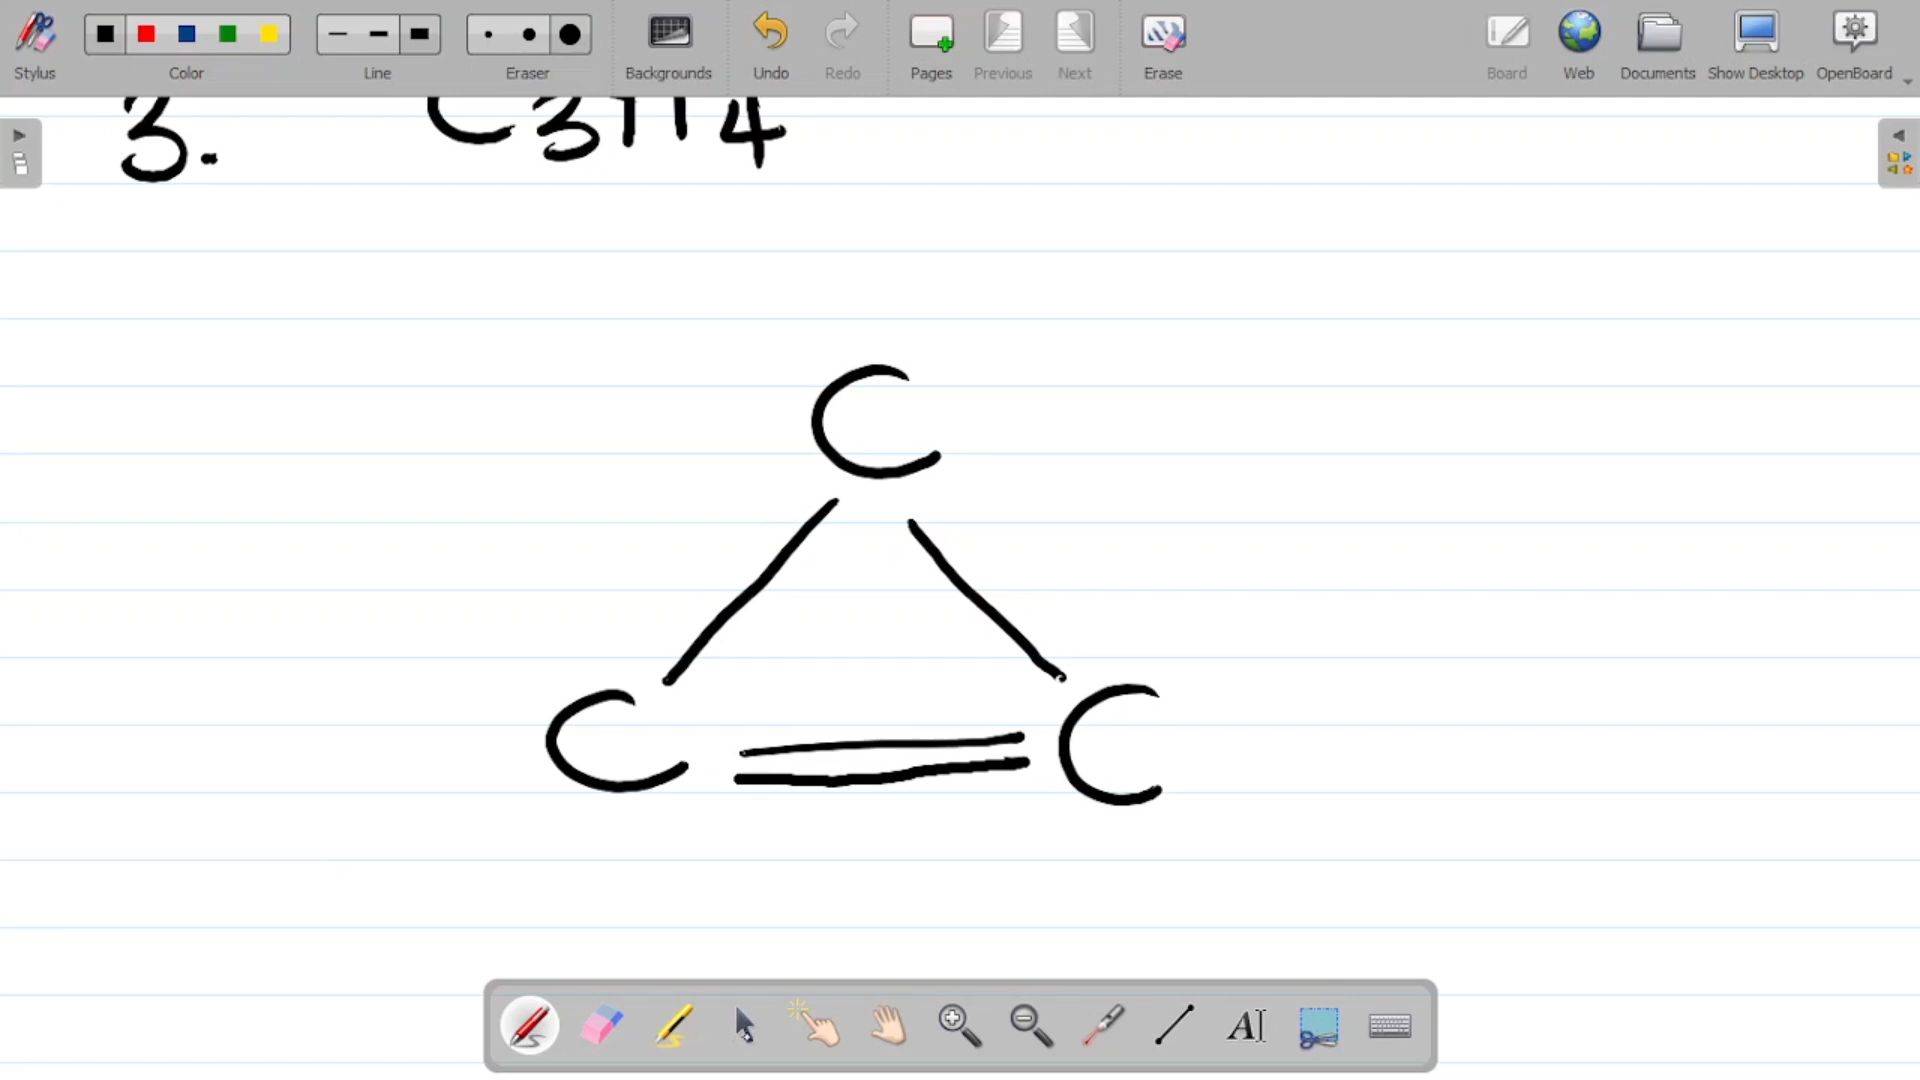 Stylus Color Line Eraser Backgrounds Undo Redo Pages Previous Next Erase Board Web Documents Show Desktop OpenBoard
3. C3H4
C
C C